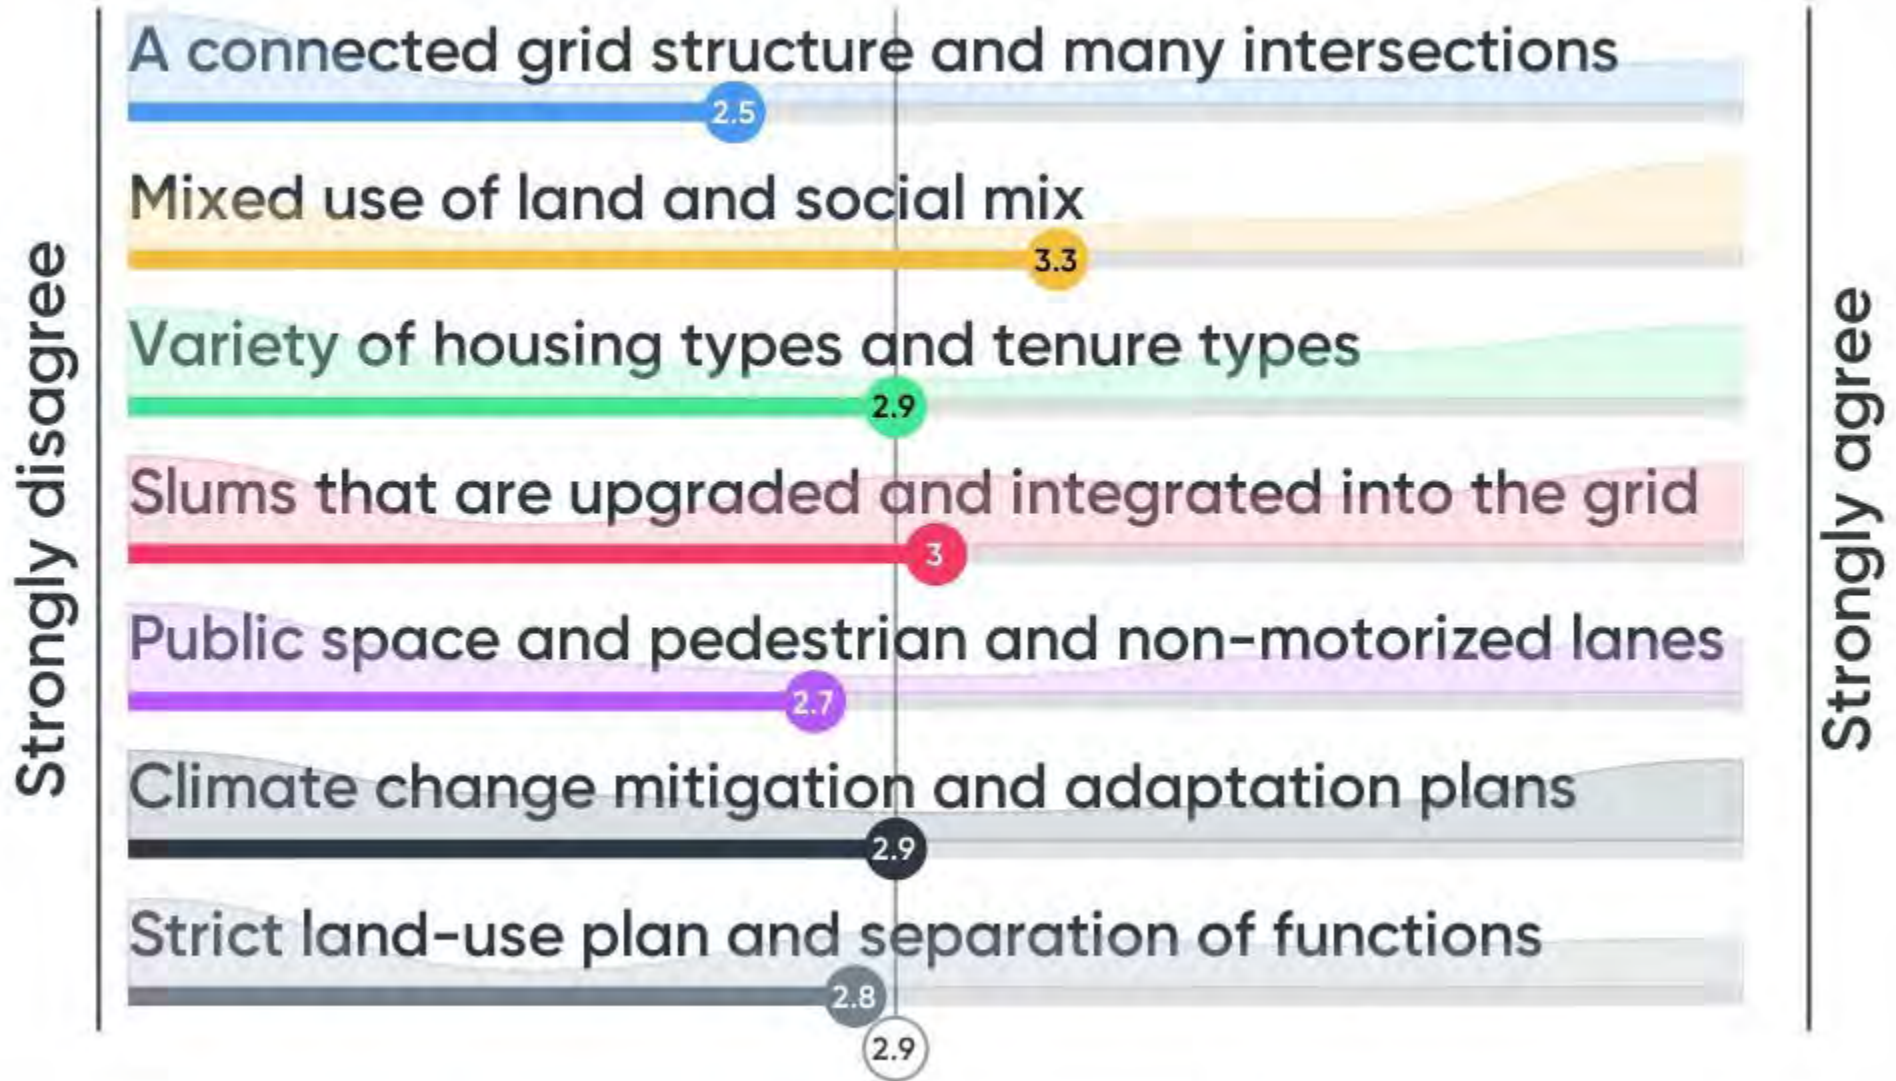 A connected grid structure and many intersections
2.5
Mixed use of land and social mix
3.3
Variety of housing types and tenure types
2.9
Slums that are upgraded and integrated into the grid
3
Public space and pedestrian and non-motorized lanes
2.7
Climate change mitigation and adaptation plans
2.9
Strict land-use plan and separation of functions
2.8
2.9
Strongly disagree
Strongly agree